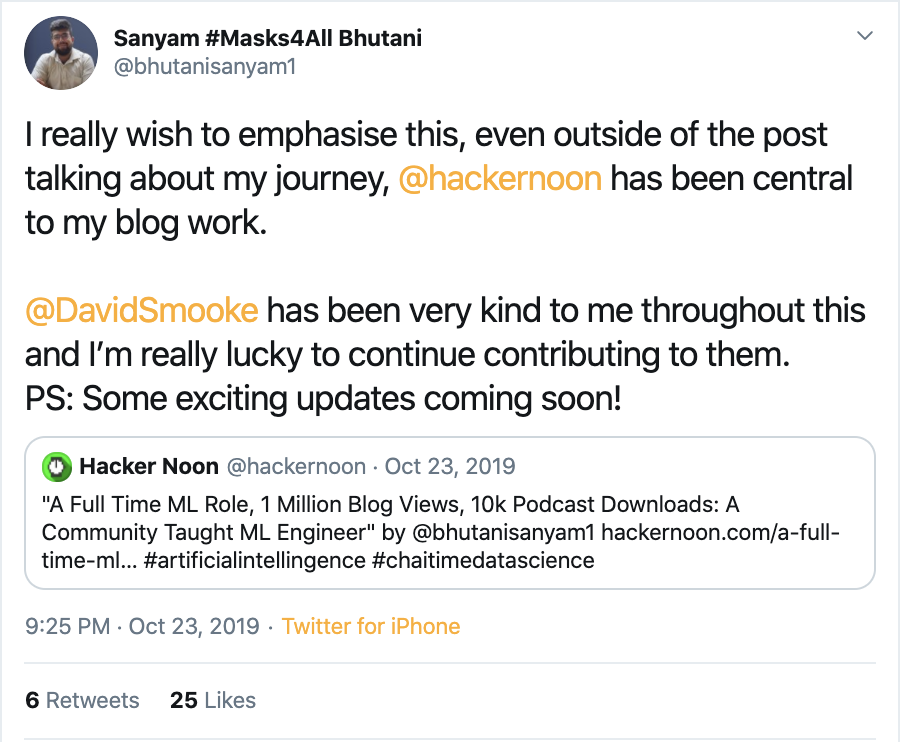 Sanyam #Masks4All Bhutani
@bhutanisanyam1
I really wish to emphasise this, even outside of the post
talking about my journey, @hackernoon has been central
to my blog work.
@DavidSmooke has been very kind to me throughout this
and I’m really lucky to continue contributing to them.
PS: Some exciting updates coming soon!
Hacker Noon @hackernoon · Oct 23, 2019
"A Full Time ML Role, 1 Million Blog Views, 10k Podcast Downloads: A
Community Taught ML Engineer" by @bhutanisanyam1 hackernoon.com/a-full-
time-ml... #artificialintellingence #chaitimedatascience
9:25 PM · Oct 23, 2019 · Twitter for iPhone
6 Retweets 25 Likes